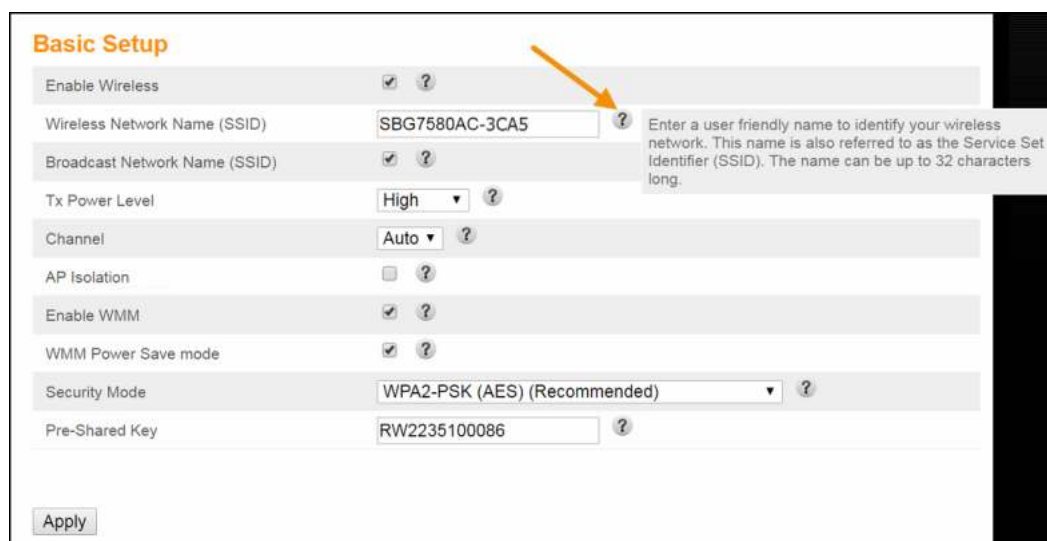 Basic Setup
Enable Wireless ?
Wireless Network Name (SSID) SBG7580AC-3CA5 ?
Enter a user friendly name to identify your wireless
network. This name is also referred to as the Service Set
Identifier (SSID). The name can be up to 32 characters
long.
Broadcast Network Name (SSID) ?
Tx Power Level High ?
Channel Auto ?
AP Isolation ?
Enable WMM ?
WMM Power Save mode ?
Security Mode WPA2-PSK (AES) (Recommended) ?
Pre-Shared Key RW2235100086 ?
Apply